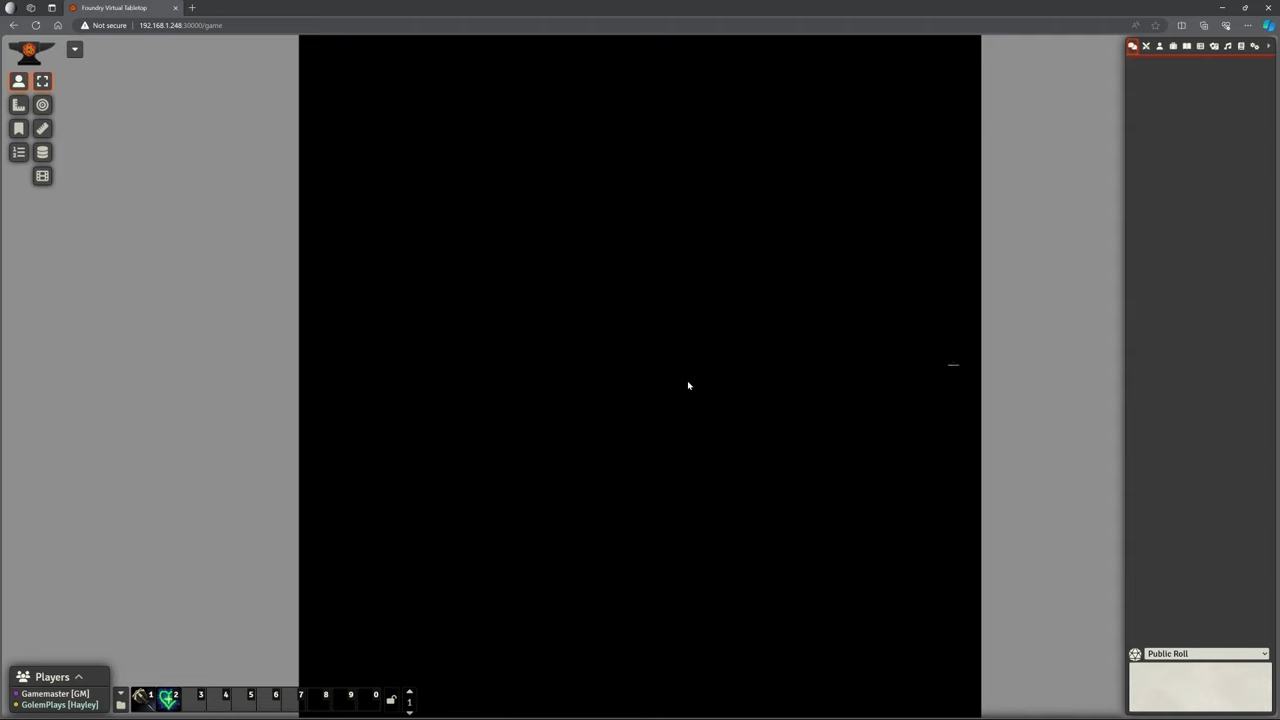 Foundry Virtual Tabletop
Not secure
192.168.1.248:30000/game
Public Roll
Players
Gamemaster [GM]
GolemPlays [Hayley]
1 2 3 4 5 6 7 8 9 0
1